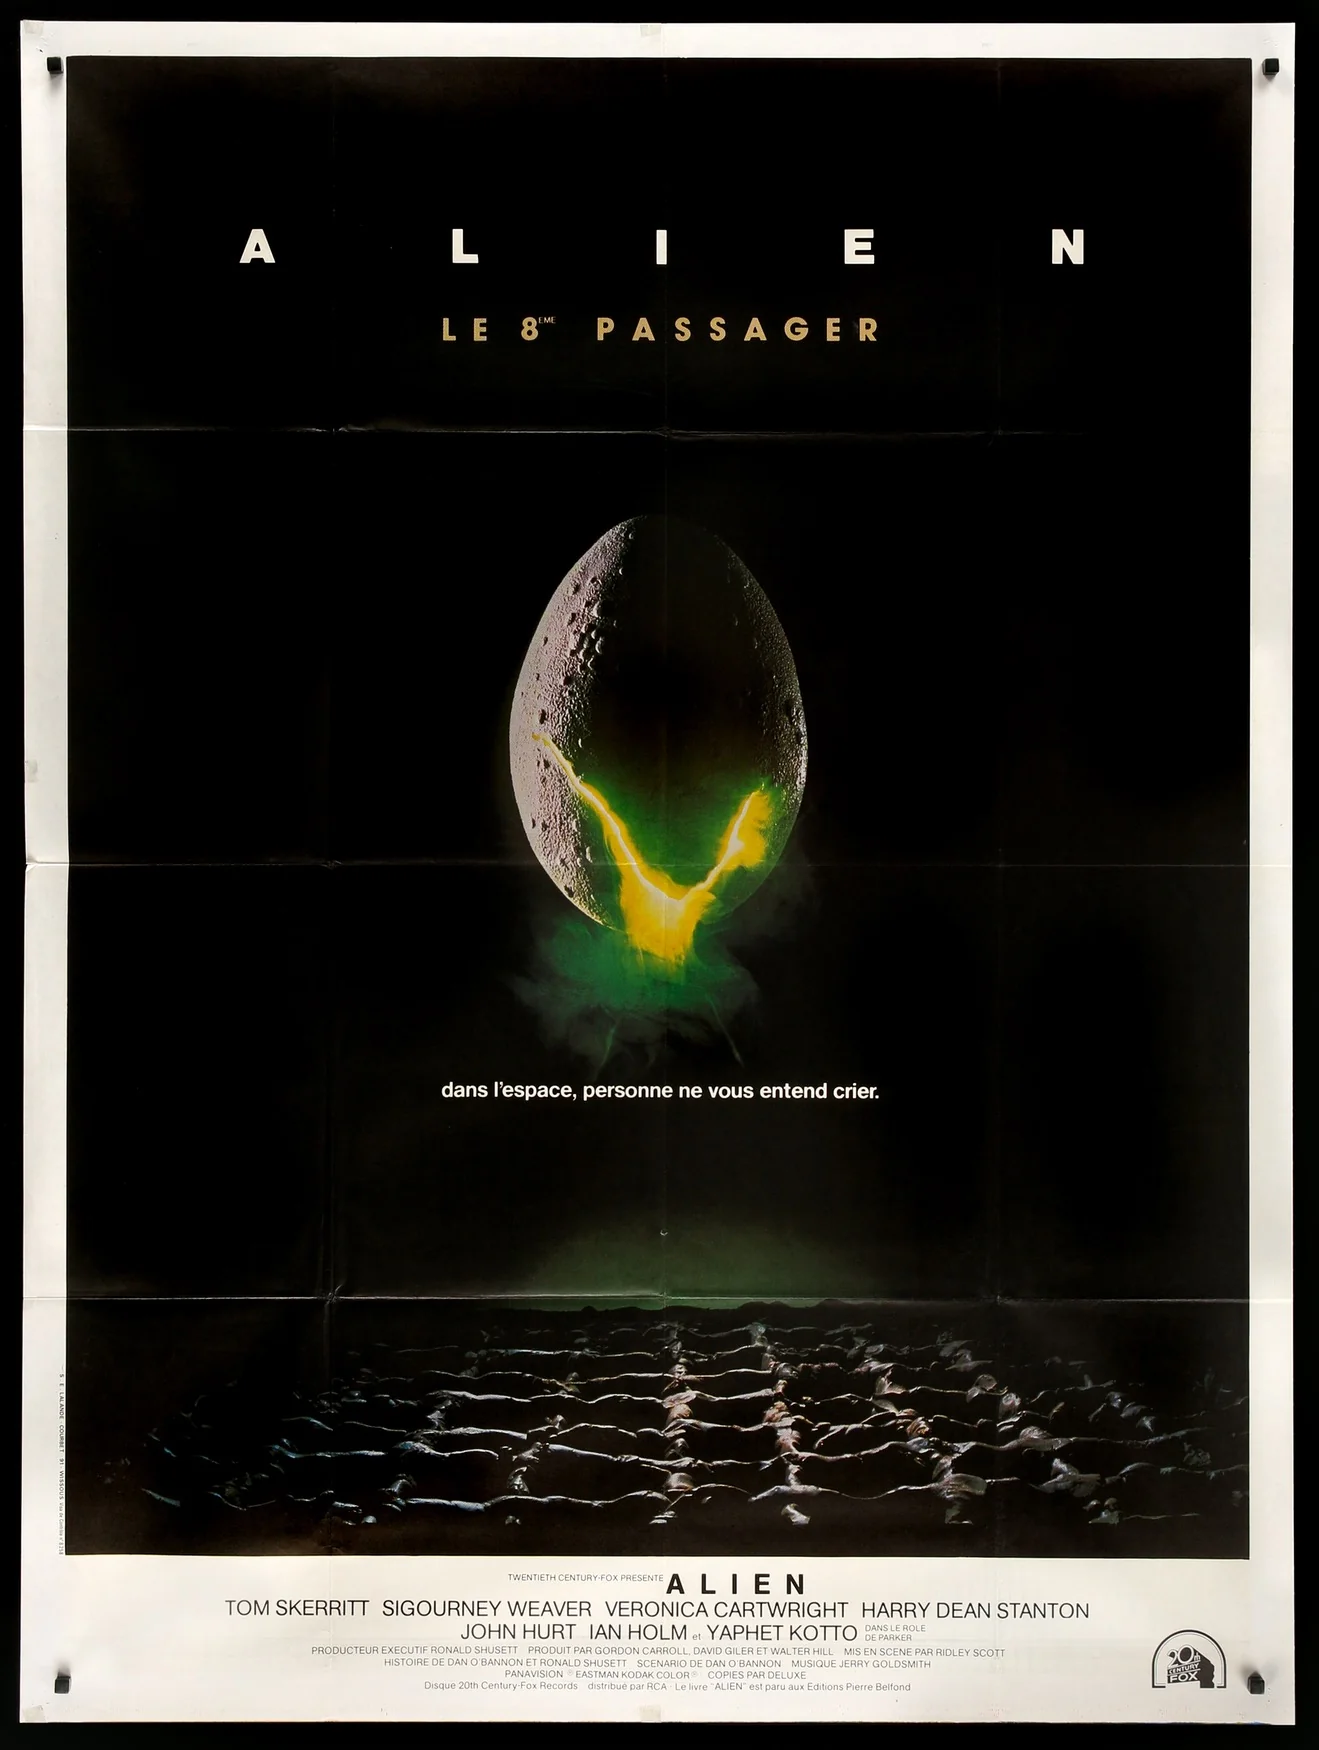 A L I E N
LE 8EME PASSAGER
dans l'espace, personne ne vous entend crier.
TWENTIETH CENTURY-FOX PRESENTE ALIEN
TOM SKERRITT SIGOURNEY WEAVER VERONICA CARTWRIGHT HARRY DEAN STANTON
JOHN HURT IAN HOLM et YAPHET KOTTO DANS LE ROLE DE PARKER
PRODUCTEUR EXECUTIF RONALD SHUSETT PRODUIT PAR GORDON CARROLL, DAVID GILER ET WALTER HILL MIS EN SCENE PAR RIDLEY SCOTT
HISTOIRE DE DAN O'BANNON ET RONALD SHUSETT SCENARIO DE DAN O'BANNON MUSIQUE JERRY GOLDSMITH
PANAVISION ® EASTMAN KODAK COLOR ® COPIES PAR DELUXE
Disque 20th Century-Fox Records distribué par RCA - Le livre "ALIEN" est paru aux Editions Pierre Belfond
20th
CENTURY
FOX
S. E. LALANDE - COURBET - 91 - WISSOUS